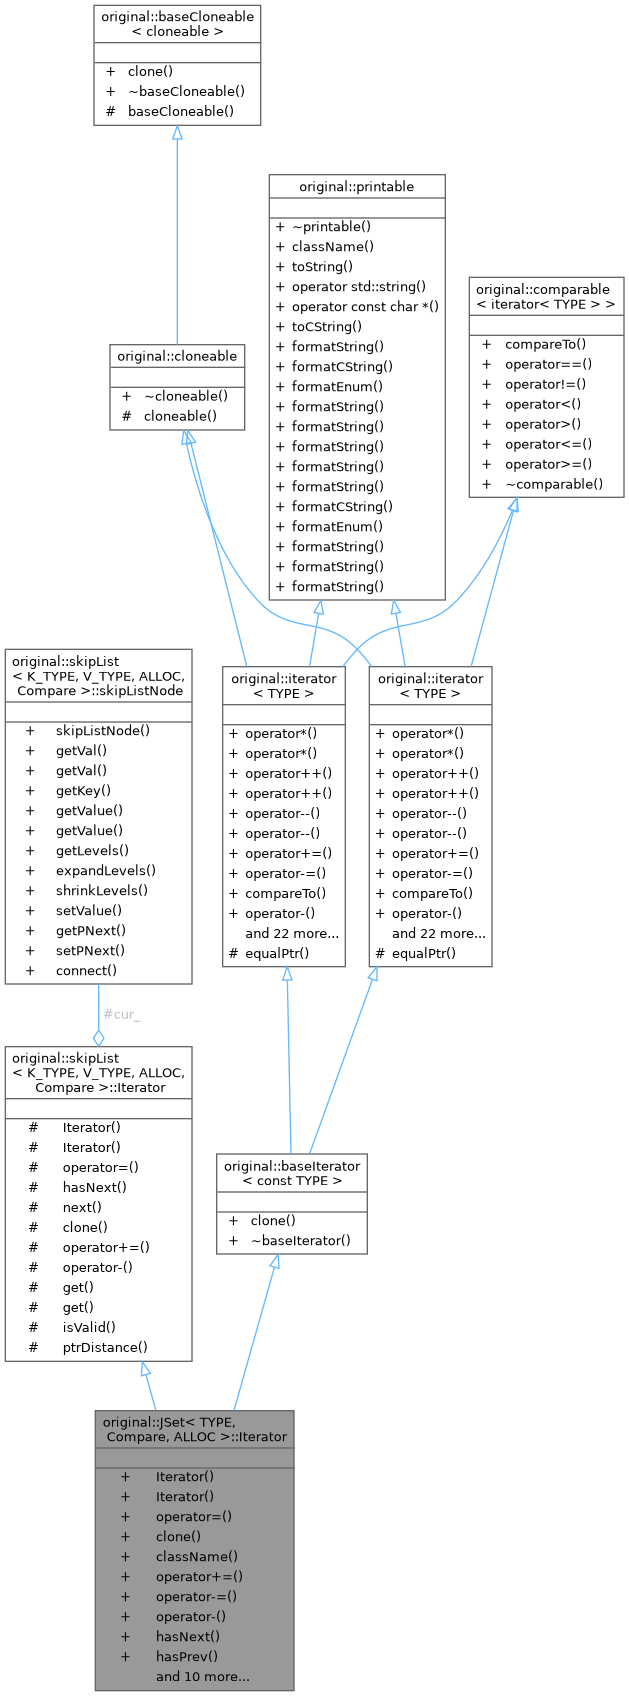 original::baseCloneable
< cloneable >
+ clone()
+ ~baseCloneable()
# baseCloneable()
original::printable
+ ~printable()
+ className()
+ toString()
+ operator std::string()
+ operator const char *()
+ toCString()
+ formatString()
+ formatCString()
+ formatEnum()
+ formatString()
+ formatString()
+ formatString()
+ formatString()
+ formatString()
+ formatCString()
+ formatEnum()
+ formatString()
+ formatString()
+ formatString()
original::comparable
< iterator< TYPE > >
+ compareTo()
+ operator==()
+ operator!=()
+ operator<()
+ operator>()
+ operator<=()
+ operator>=()
+ ~comparable()
original::cloneable
+ ~cloneable()
# cloneable()
original::skipList
< K_TYPE, V_TYPE, ALLOC,
Compare >::skipListNode
+ skipListNode()
+ getVal()
+ getVal()
+ getKey()
+ getValue()
+ getValue()
+ getLevels()
+ expandLevels()
+ shrinkLevels()
+ setValue()
+ getPNext()
+ setPNext()
+ connect()
original::iterator
< TYPE >
+ operator*()
+ operator*()
+ operator++()
+ operator++()
+ operator--()
+ operator--()
+ operator+=()
+ operator-=()
+ compareTo()
+ operator-()
and 22 more...
# equalPtr()
original::iterator
< TYPE >
+ operator*()
+ operator*()
+ operator++()
+ operator++()
+ operator--()
+ operator--()
+ operator+=()
+ operator-=()
+ compareTo()
+ operator-()
and 22 more...
# equalPtr()
#cur_
original::skipList
< K_TYPE, V_TYPE, ALLOC,
Compare >::Iterator
# Iterator()
# Iterator()
# operator=()
# hasNext()
# next()
# clone()
# operator+=()
# operator-()
# get()
# get()
# isValid()
# ptrDistance()
original::baseIterator
< const TYPE >
+ clone()
+ ~baseIterator()
original::JSet< TYPE,
Compare, ALLOC >::Iterator
+ Iterator()
+ Iterator()
+ operator=()
+ clone()
+ className()
+ operator+=()
+ operator-=()
+ operator-()
+ hasNext()
+ hasPrev()
and 10 more...